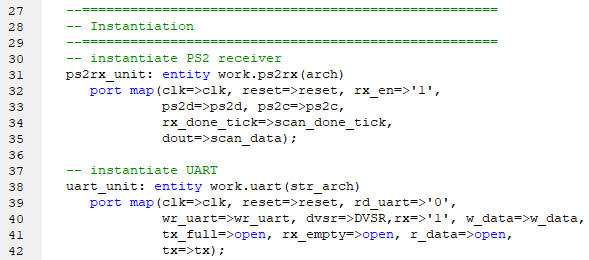 27 --====================================================
28 -- Instantiation
29 --====================================================
30 -- instantiate PS2 receiver
31 ps2rx_unit: entity work.ps2rx(arch)
32    port map(clk=>clk, reset=>reset, rx_en=>'1',
33             ps2d=>ps2d, ps2c=>ps2c,
34             rx_done_tick=>scan_done_tick,
35             dout=>scan_data);
36
37 -- instantiate UART
38 uart_unit: entity work.uart(str_arch)
39    port map(clk=>clk, reset=>reset, rd_uart=>'0',
40             wr_uart=>wr_uart, dvsr=>DVSR,rx=>'1', w_data=>w_data,
41             tx_full=>open, rx_empty=>open, r_data=>open,
42             tx=>tx);